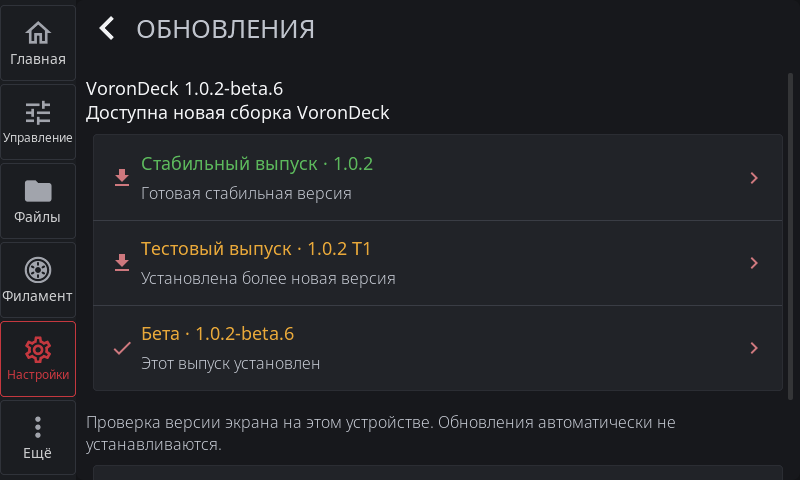 ОБНОВЛЕНИЯ
Главная
Управление
Файлы
Филамент
Настройки
Ещё
VoronDeck 1.0.2-beta.6
Доступна новая сборка VoronDeck
Стабильный выпуск · 1.0.2
Готовая стабильная версия
Тестовый выпуск · 1.0.2 T1
Установлена более новая версия
Бета · 1.0.2-beta.6
Этот выпуск установлен
Проверка версии экрана на этом устройстве. Обновления автоматически не
устанавливаются.